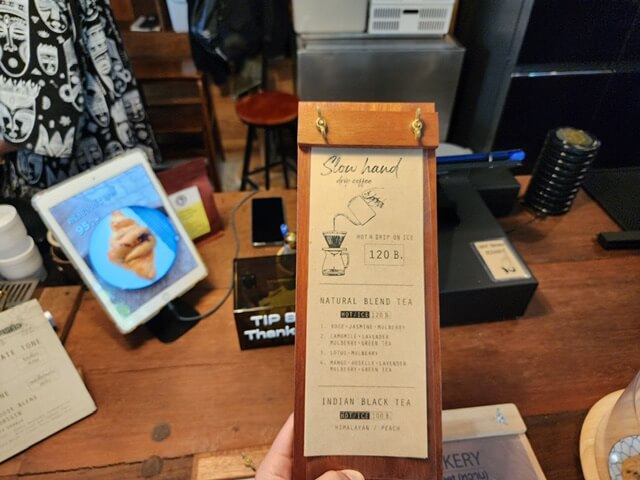 Slow hand
drip coffee
HOT & DRIP ON ICE
120 B.
NATURAL BLEND TEA
HOT/ICE 120 B.
1. ROSE-JASMINE-MULBERRY
2. CAMOMILE-LAVENDER
MULBERRY-GREEN TEA
3. LOTUS-MULBERRY
4. MANGO-ROSELLE-LAVENDER
MULBERRY-GREEN TEA
INDIAN BLACK TEA
HOT/ICE 100 B.
HIMALAYAN / PEACH
TIP B
Thank
KERY